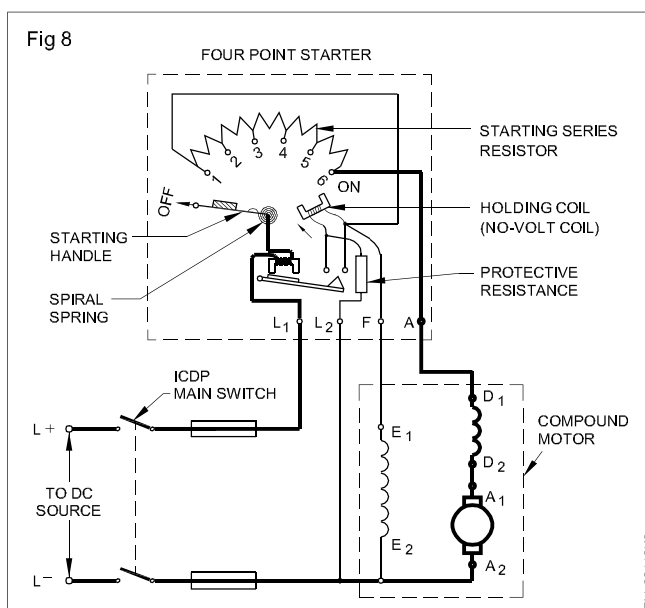 Fig 8
FOUR POINT STARTER
STARTING SERIES
RESISTOR
1
2
3
4
5
6
ON
OFF
HOLDING COIL
(NO-VOLT COIL)
STARTING
HANDLE
PROTECTIVE
RESISTANCE
SPIRAL
SPRING
L1
L2
F
A
ICDP
MAIN SWITCH
D1
COMPOUND
MOTOR
L+
E1
D2
TO DC
SOURCE
A1
E2
L-
A2